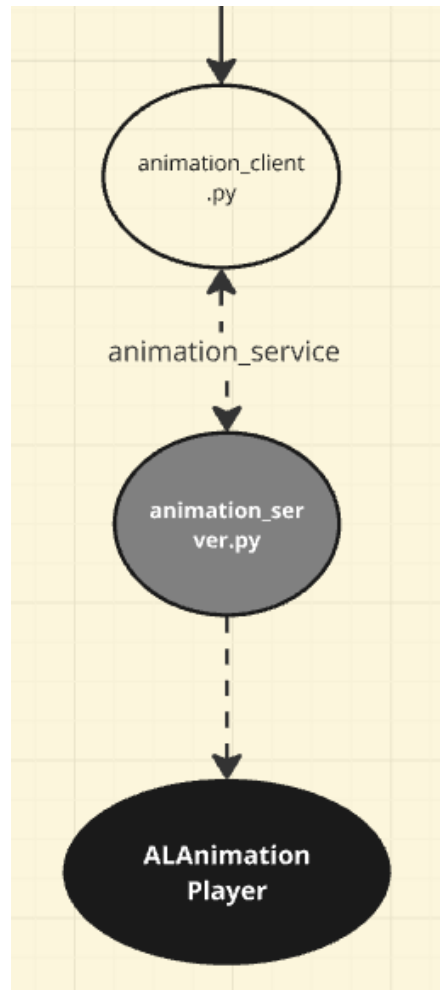 animation_client
.py
animation_service
animation_ser
ver.py
ALAnimation
Player